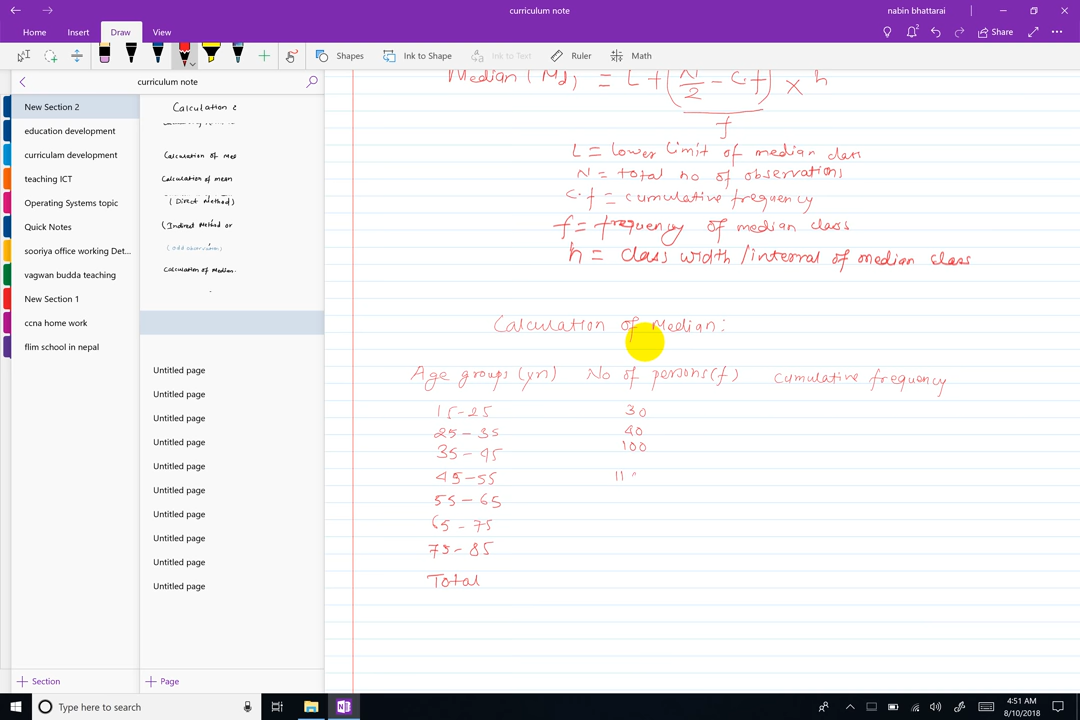 curriculum note
nabin bhattarai
Home Insert Draw View
Share
Shapes Ink to Shape Ink to Text Ruler Math
curriculum note
New Section 2
education development
curriculam development
teaching ICT
Operating Systems topic
Quick Notes
sooriya office working Det...
vagwan budda teaching
New Section 1
ccna home work
flim school in nepal
Calculation c
Calculation of Med
Calculation of mean
(Direct Method)
(Indirect Method or
(odd observation)
Calculation of Median.
Untitled page
Untitled page
Untitled page
Untitled page
Untitled page
Untitled page
Untitled page
Untitled page
Untitled page
Untitled page
Median (Md) = L + (N/2 - C.f) × h
f
L = lower limit of median class
N = total no of observations
C.f = cumulative frequency
f = frequency of median class
h = class width /interval of median class
Calculation of Median:
Age groups (yrs) No of persons(f) cumulative frequency
15-25 30
25-35 40
35-45 100
45-55 11
55-65
65-75
75-85
Total
+ Section + Page
Type here to search
4:51 AM
8/10/2018